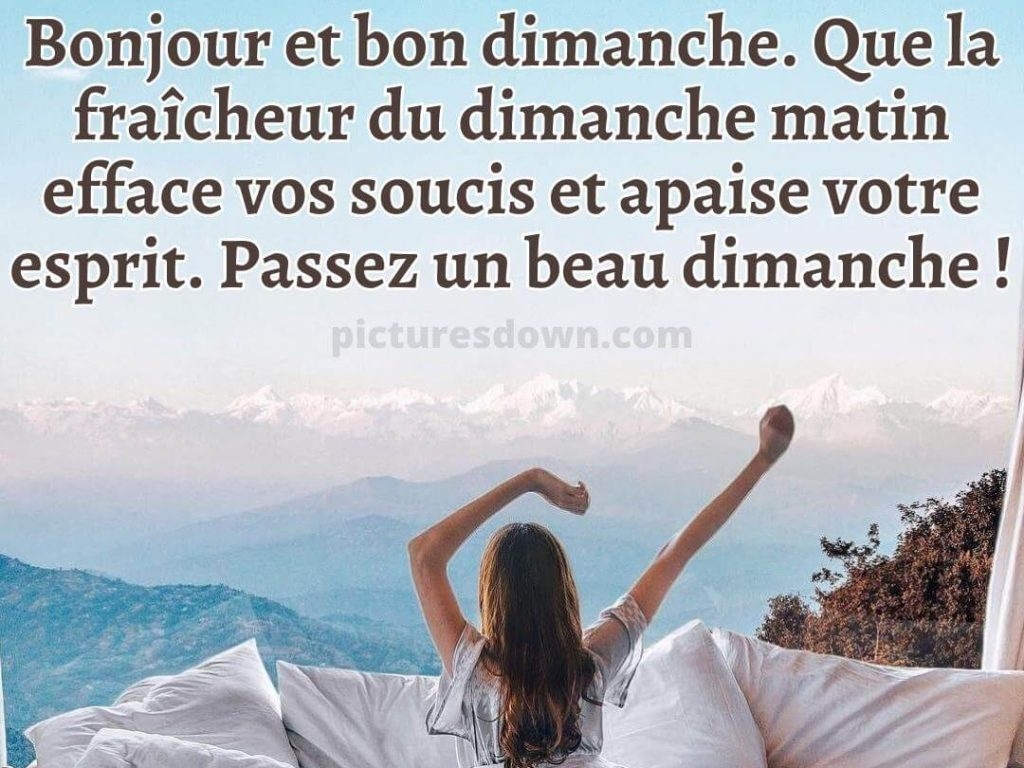 Bonjour et bon dimanche. Que la
fraîcheur du dimanche matin
efface vos soucis et apaise votre
esprit. Passez un beau dimanche !
picturesdown.com